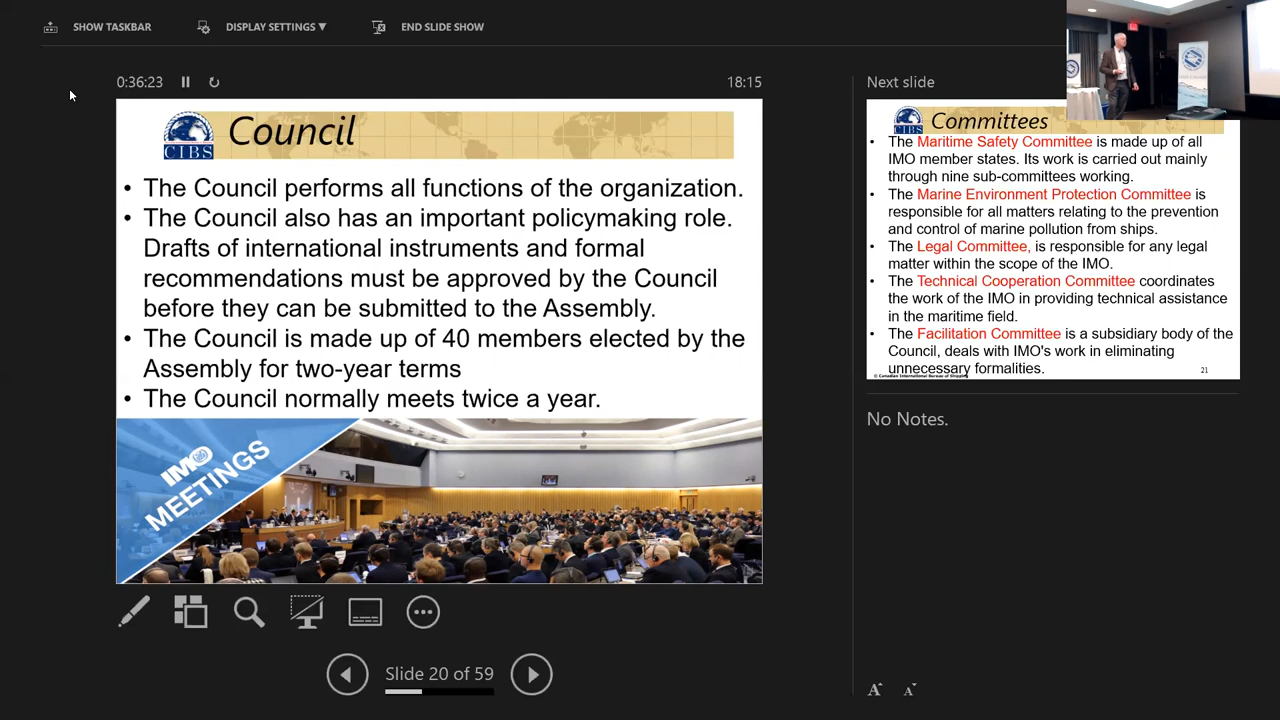 SHOW TASKBAR
DISPLAY SETTINGS ▼
END SLIDE SHOW
0:36:23
18:15
CIBS
Council
• The Council performs all functions of the organization.
• The Council also has an important policymaking role.
Drafts of international instruments and formal
recommendations must be approved by the Council
before they can be submitted to the Assembly.
• The Council is made up of 40 members elected by the
Assembly for two-year terms
• The Council normally meets twice a year.
IMO
MEETINGS
Slide 20 of 59
Next slide
CIBS
Committees
• The Maritime Safety Committee is made up of all
IMO member states. Its work is carried out mainly
through nine sub-committees working.
• The Marine Environment Protection Committee is
responsible for all matters relating to the prevention
and control of marine pollution from ships.
• The Legal Committee, is responsible for any legal
matter within the scope of the IMO.
• The Technical Cooperation Committee coordinates
the work of the IMO in providing technical assistance
in the maritime field.
• The Facilitation Committee is a subsidiary body of the
Council, deals with IMO's work in eliminating
unnecessary formalities.
© Canadian International Bureau of Shipping
21
No Notes.
A A